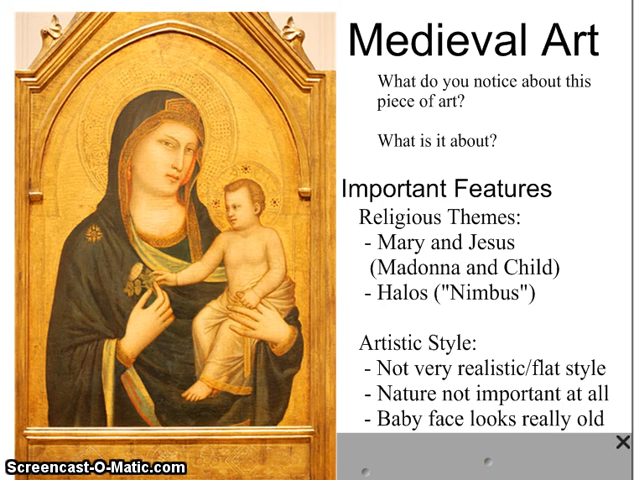 Medieval Art
What do you notice about this
piece of art?
What is it about?
Important Features
Religious Themes:
- Mary and Jesus
(Madonna and Child)
- Halos ("Nimbus")
Artistic Style:
- Not very realistic/flat style
- Nature not important at all
- Baby face looks really old
Screencast-O-Matic.com